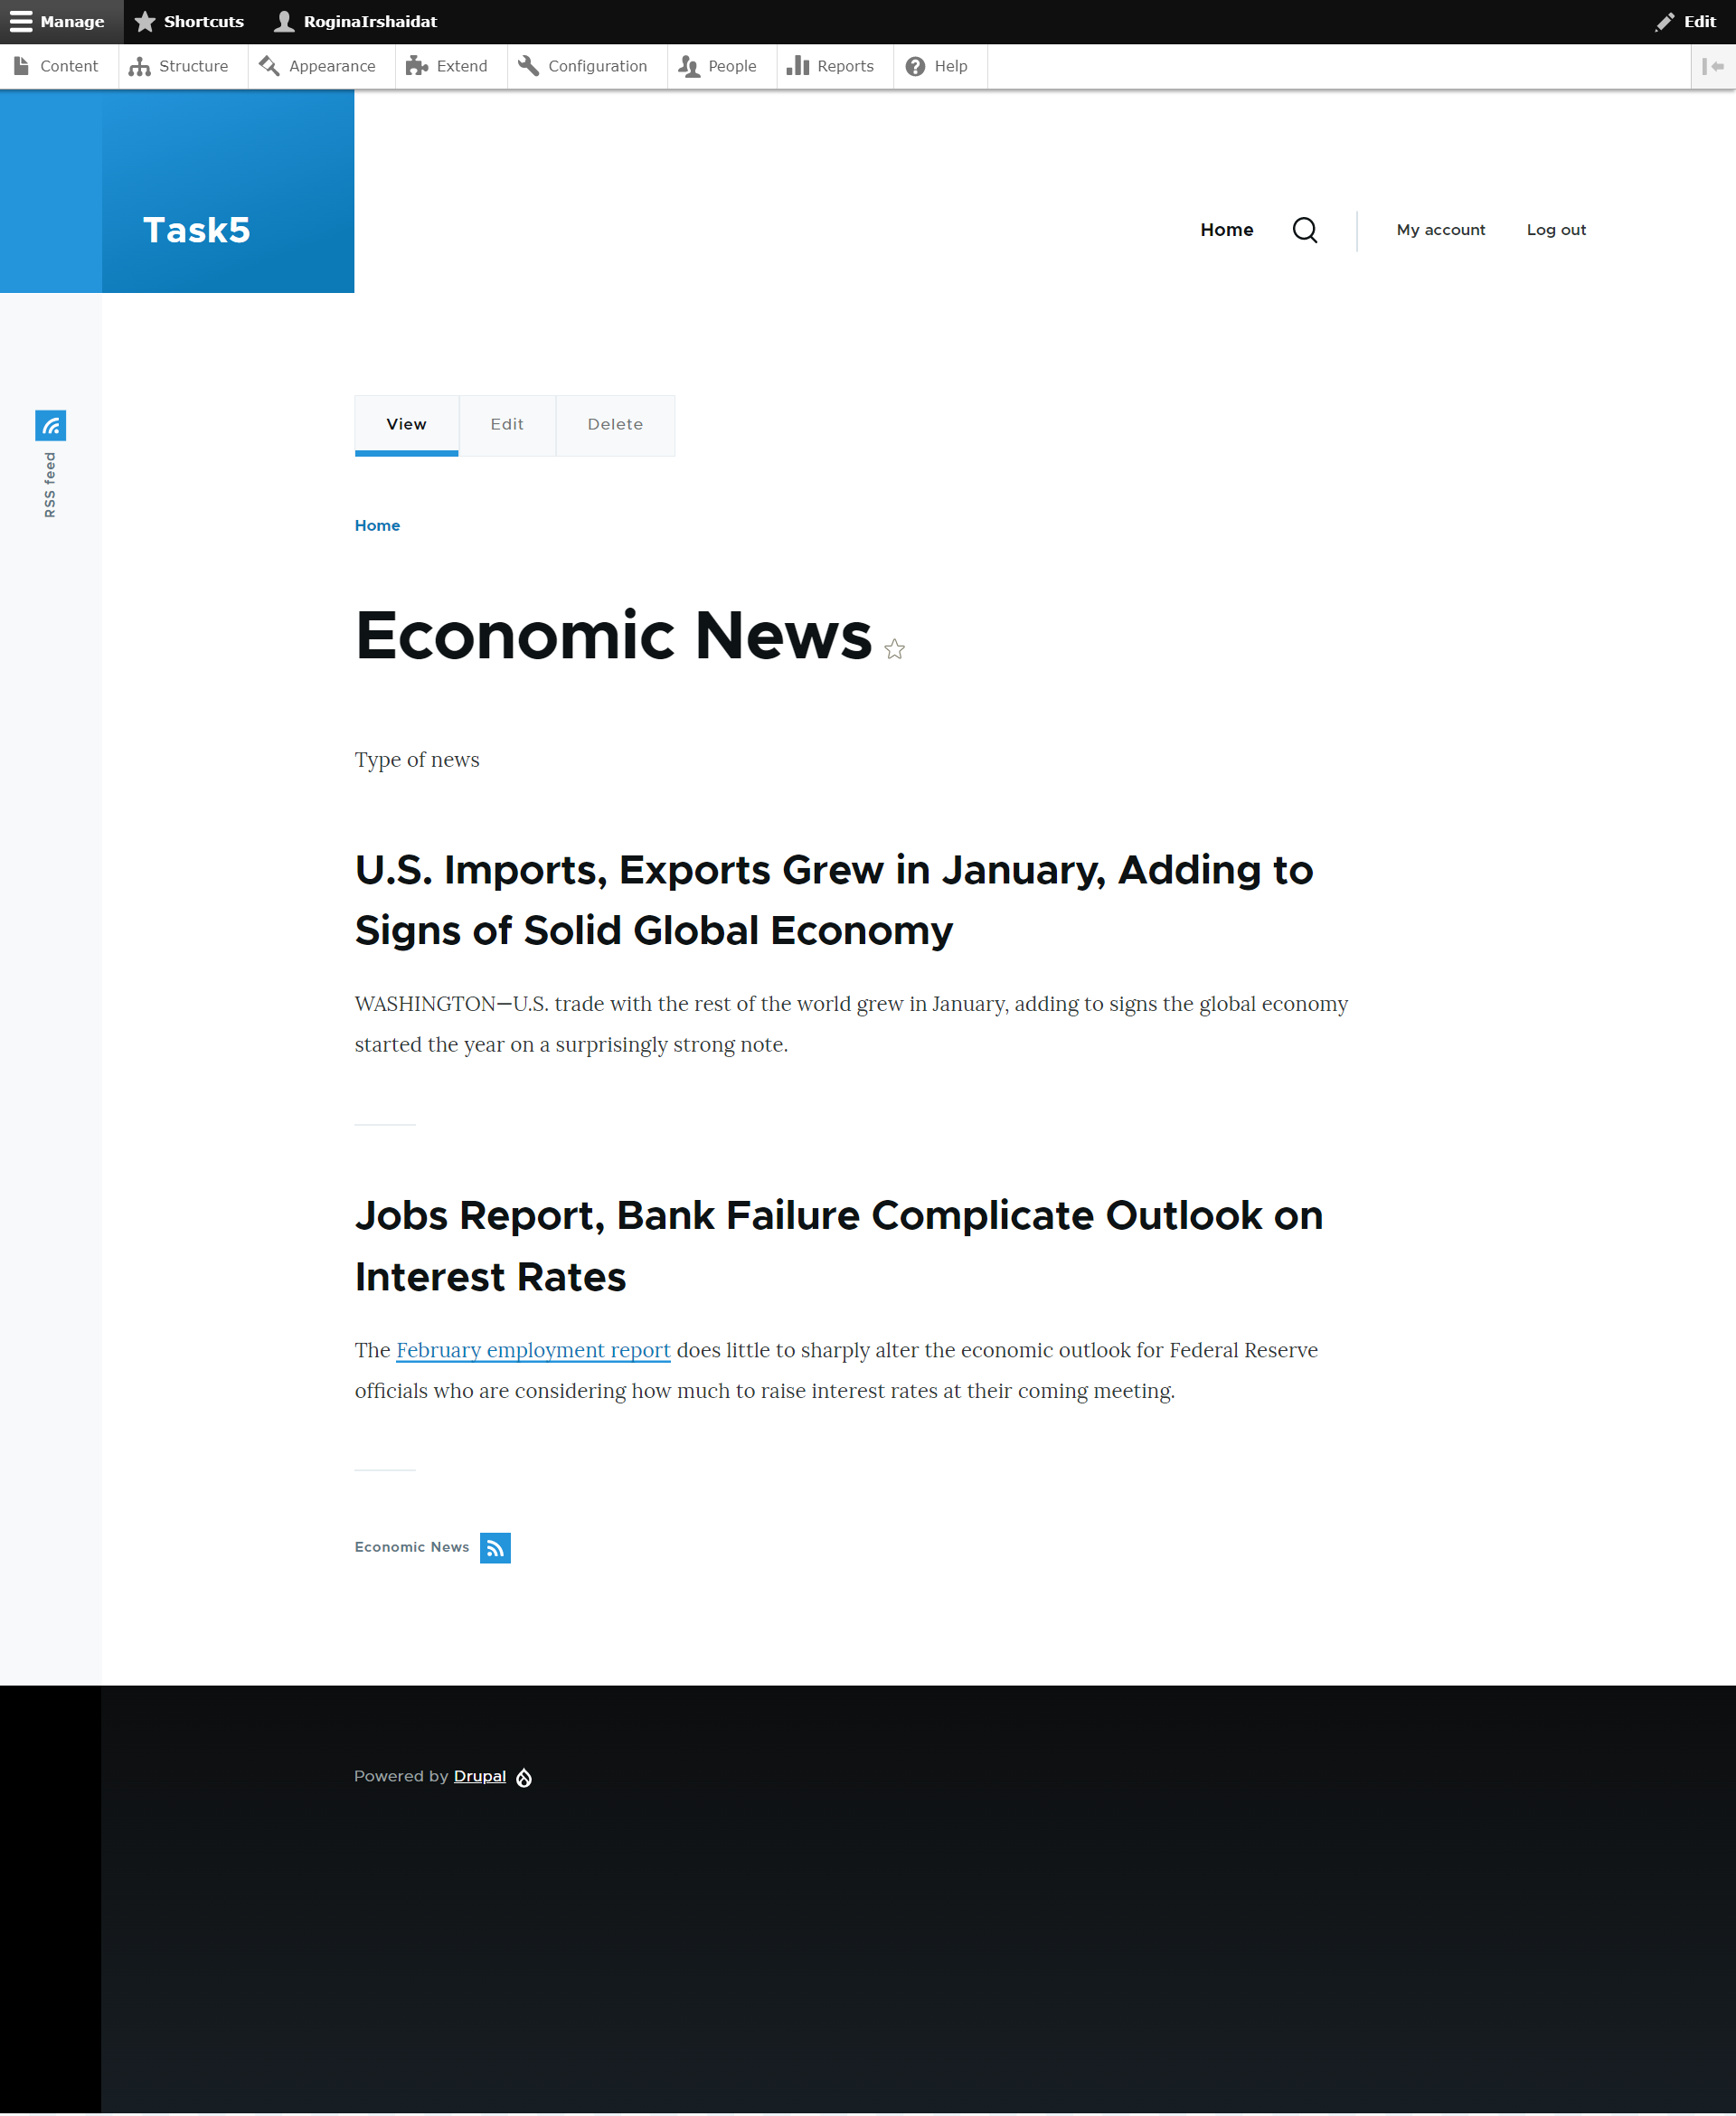 Manage Shortcuts RoginaIrshaidat Edit
Content Structure Appearance Extend Configuration People Reports Help
Task5
Home My account Log out
View Edit Delete
RSS feed
Home
Economic News
Type of news
U.S. Imports, Exports Grew in January, Adding to
Signs of Solid Global Economy
WASHINGTON—U.S. trade with the rest of the world grew in January, adding to signs the global economy
started the year on a surprisingly strong note.
Jobs Report, Bank Failure Complicate Outlook on
Interest Rates
The February employment report does little to sharply alter the economic outlook for Federal Reserve
officials who are considering how much to raise interest rates at their coming meeting.
Economic News
Powered by Drupal